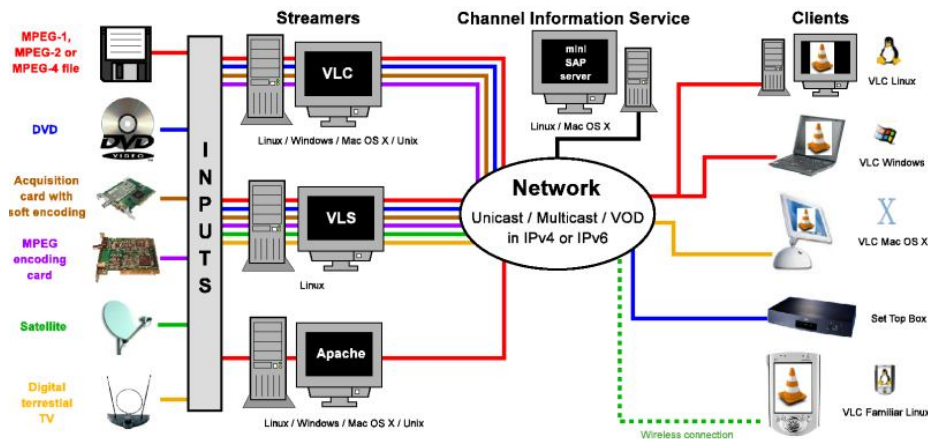 Streamers
Channel Information Service
Clients
MPEG-1,
MPEG-2 or
MPEG-4 file
DVD
DVD
VIDEO
Acquisition
card with
soft encoding
MPEG
encoding
card
Satellite
Digital
terrestial
TV
INPUTS
VLC
Linux / Windows / Mac OS X / Unix
VLS
Linux
Apache
Linux / Windows / Mac OS X / Unix
mini
SAP
server
Linux / Mac OS X
Network
Unicast / Multicast / VOD
in IPv4 or IPv6
Wireless connection
VLC Linux
VLC Windows
X
VLC Mac OS X
Set Top Box
VLC Familiar Linux